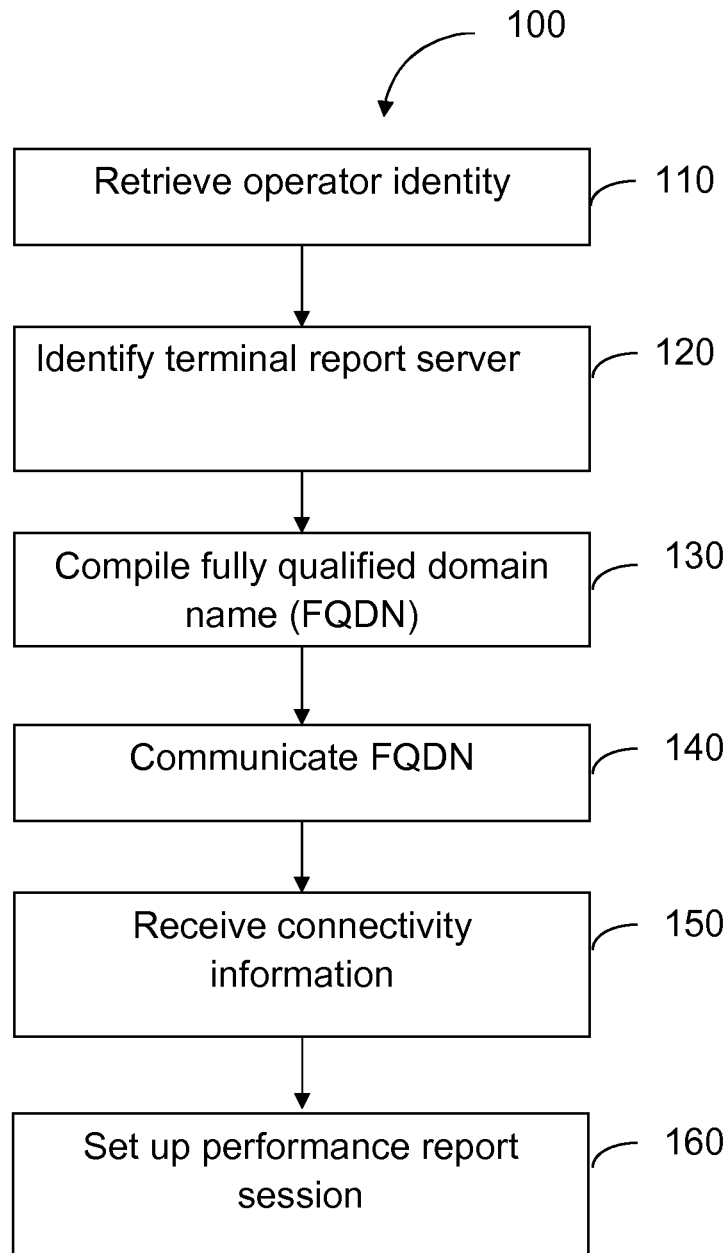 100
Retrieve operator identity
110
Identify terminal report server
120
Compile fully qualified domain
name (FQDN)
130
Communicate FQDN
140
Receive connectivity
information
150
Set up performance report
session
160